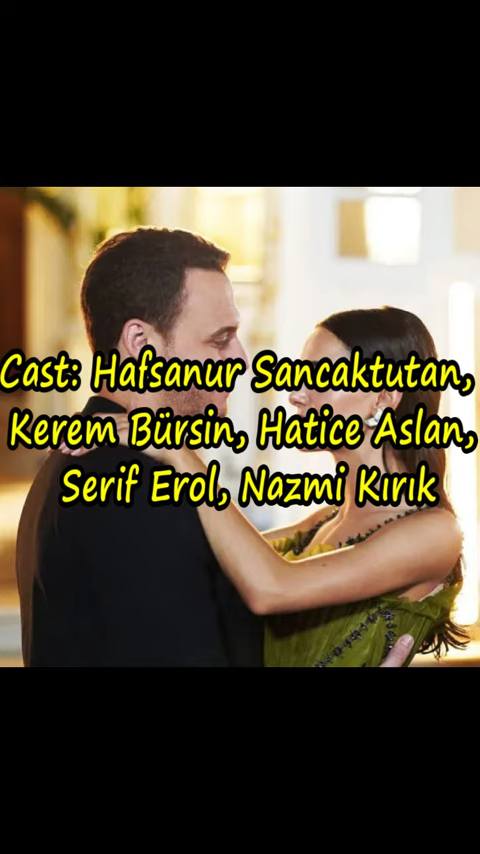 Cast: Hafsanur Sancaktutan,
Kerem Bürsin, Hatice Aslan,
Serif Erol, Nazmi Kırık